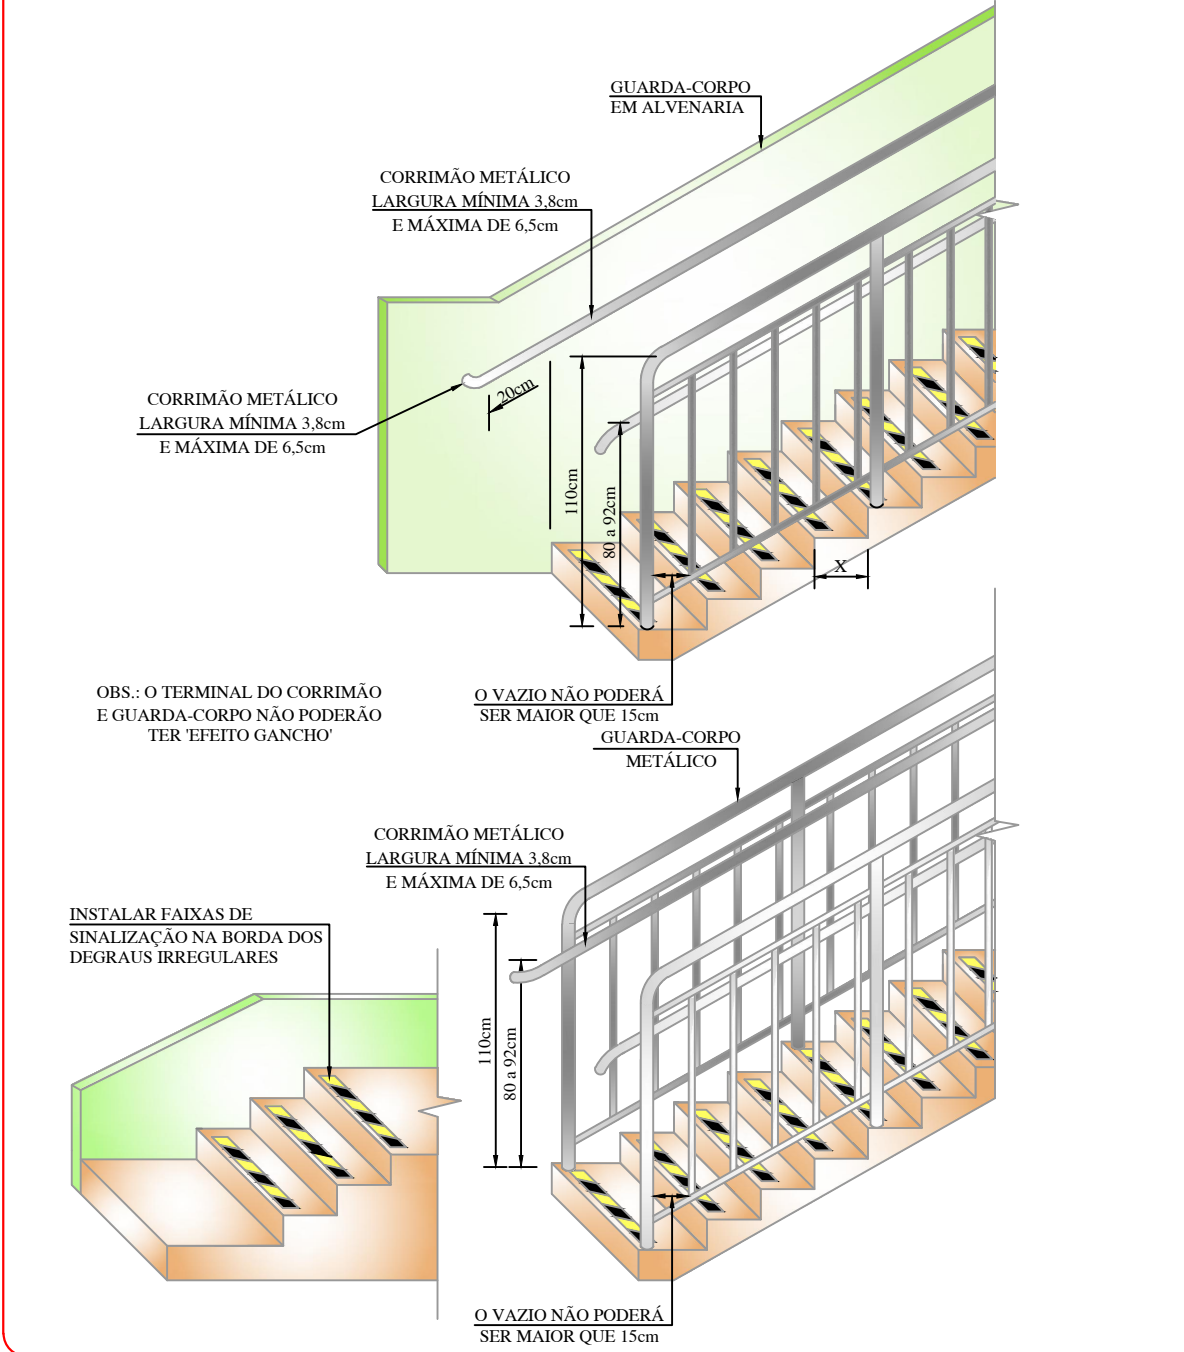 GUARDA-CORPO
EM ALVENARIA
CORRIMÃO METÁLICO
LARGURA MÍNIMA 3,8cm
E MÁXIMA DE 6,5cm
CORRIMÃO METÁLICO
LARGURA MÍNIMA 3,8cm
E MÁXIMA DE 6,5cm
20cm
110cm
80 a 92cm
X
OBS.: O TERMINAL DO CORRIMÃO
E GUARDA-CORPO NÃO PODERÃO
TER 'EFEITO GANCHO'
O VAZIO NÃO PODERÁ
SER MAIOR QUE 15cm
GUARDA-CORPO
METÁLICO
CORRIMÃO METÁLICO
LARGURA MÍNIMA 3,8cm
E MÁXIMA DE 6,5cm
INSTALAR FAIXAS DE
SINALIZAÇÃO NA BORDA DOS
DEGRAUS IRREGULARES
110cm
80 a 92cm
O VAZIO NÃO PODERÁ
SER MAIOR QUE 15cm